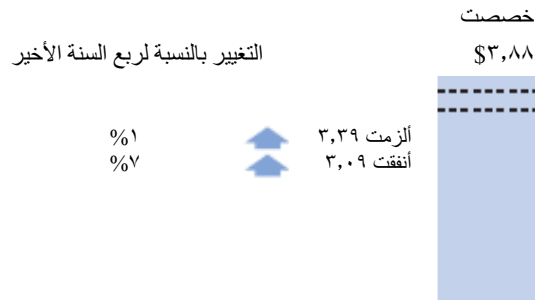 خصصت
$٣,٨٨
التغيير بالنسبة لربع السنة الأخير
ألزمت ٣,٣٩ %١
أنفقت ٣,٠٩ %٧